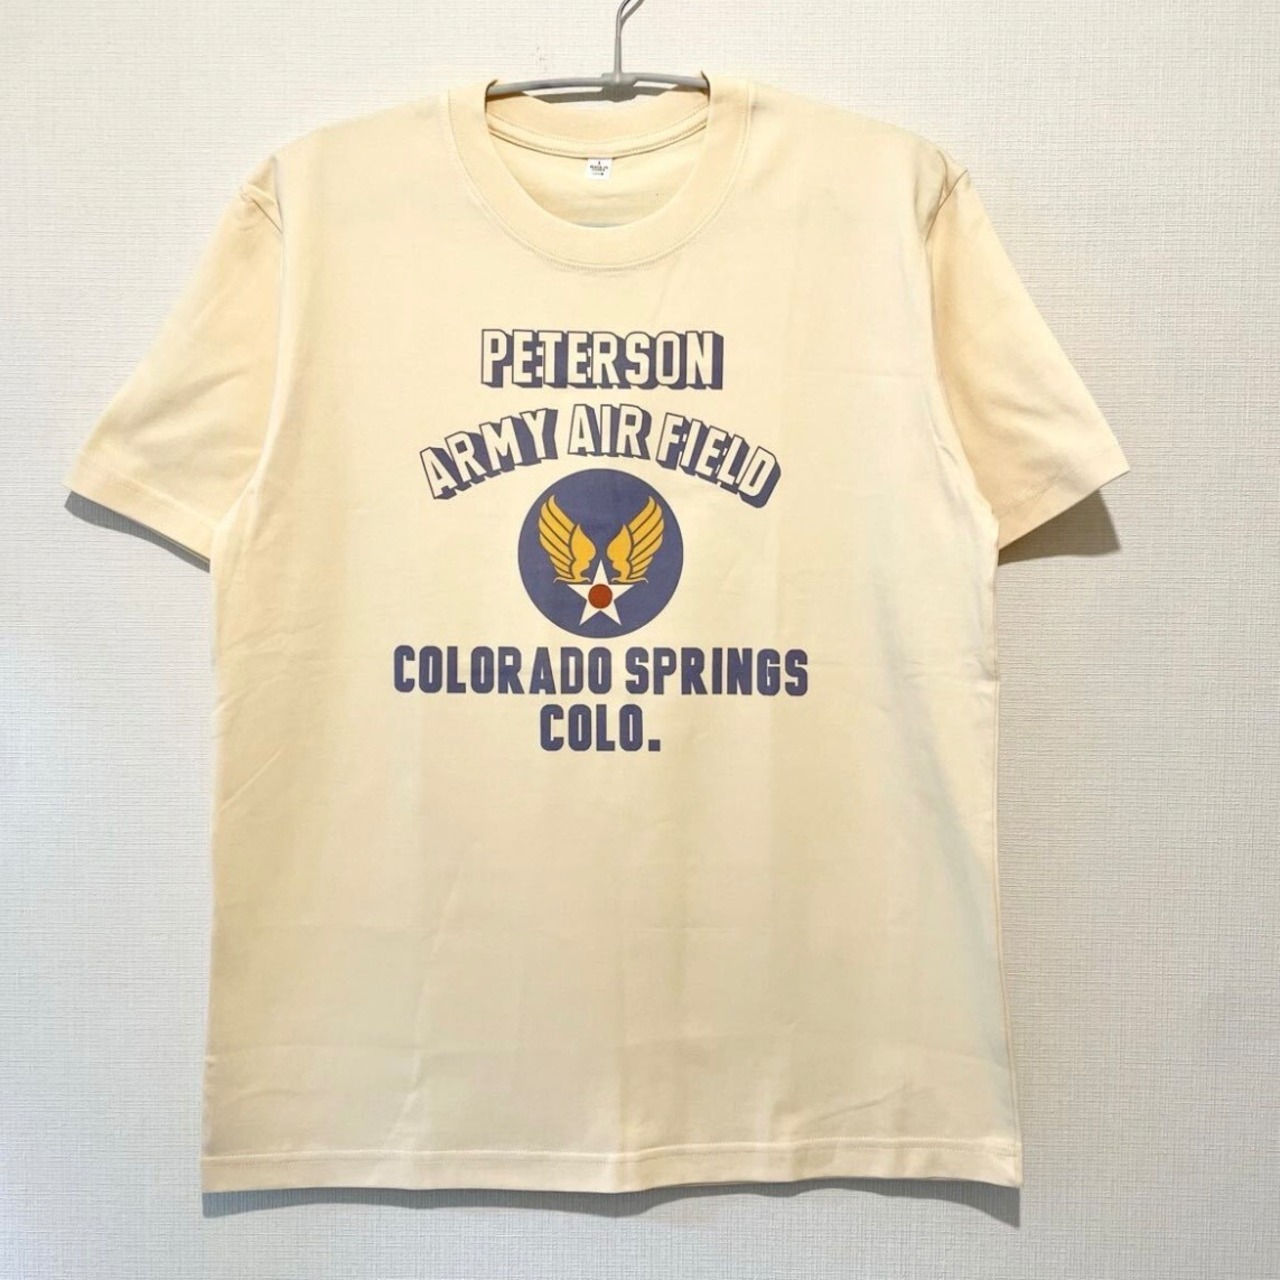 PETERSON
ARMY AIR FIELD
COLORADO SPRINGS
COLO.